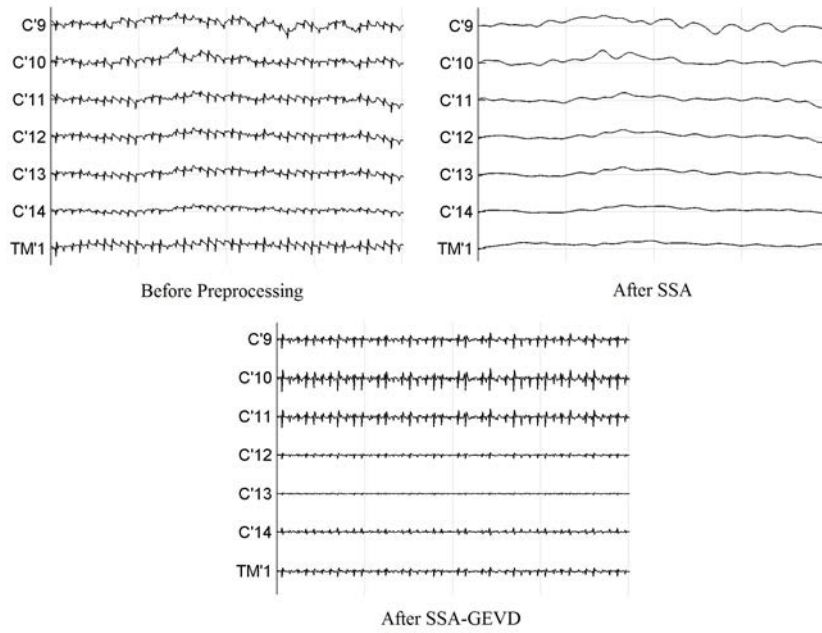 C'9
C'10
C'11
C'12
C'13
C'14
TM'1
Before Preprocessing
C'9
C'10
C'11
C'12
C'13
C'14
TM'1
After SSA
C'9
C'10
C'11
C'12
C'13
C'14
TM'1
After SSA-GEVD